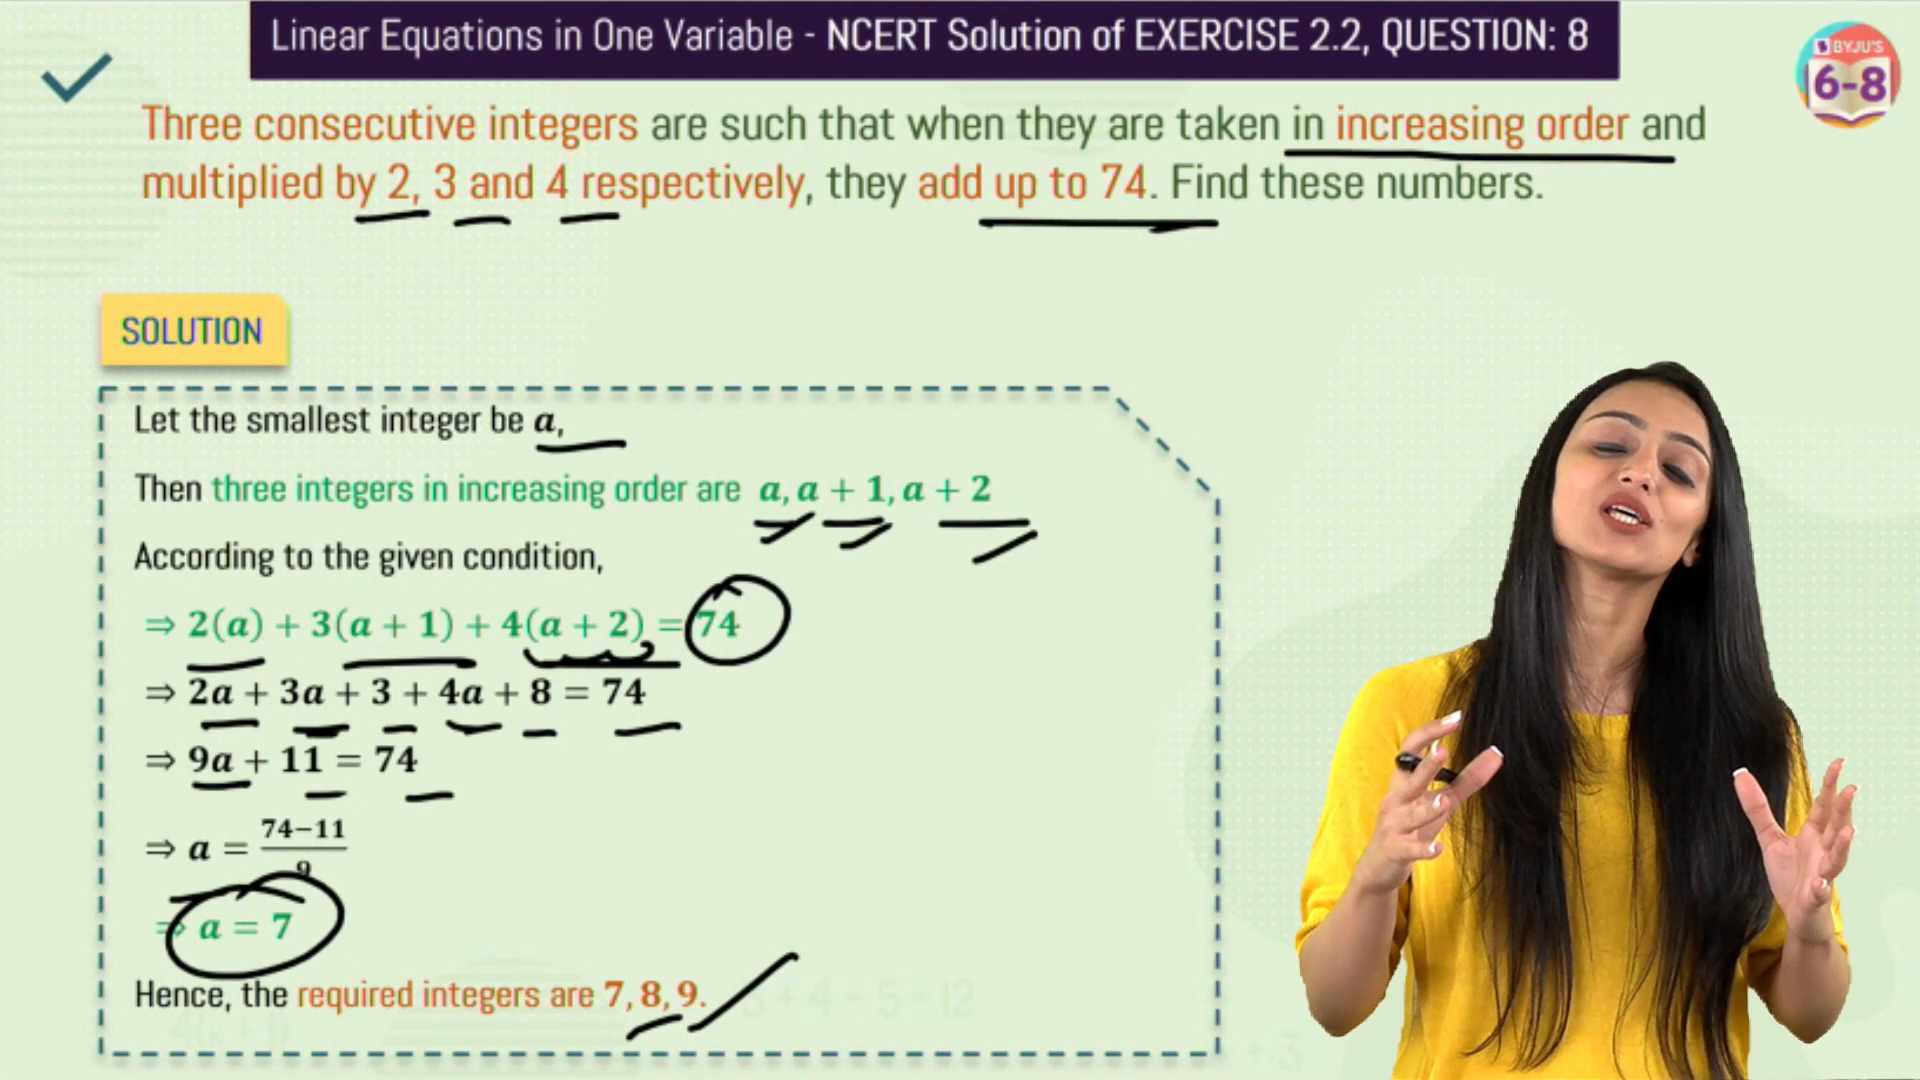 Linear Equations in One Variable - NCERT Solution of EXERCISE 2.2, QUESTION: 8
BYJU'S
6-8
Three consecutive integers are such that when they are taken in increasing order and
multiplied by 2, 3 and 4 respectively, they add up to 74. Find these numbers.
SOLUTION
Let the smallest integer be a,
Then three integers in increasing order are a, a + 1, a + 2
According to the given condition,
⇒ 2(a) + 3(a + 1) + 4(a + 2) = 74
⇒ 2a + 3a + 3 + 4a + 8 = 74
⇒ 9a + 11 = 74
⇒ a = 74−11
9
⇒ a = 7
Hence, the required integers are 7, 8, 9.